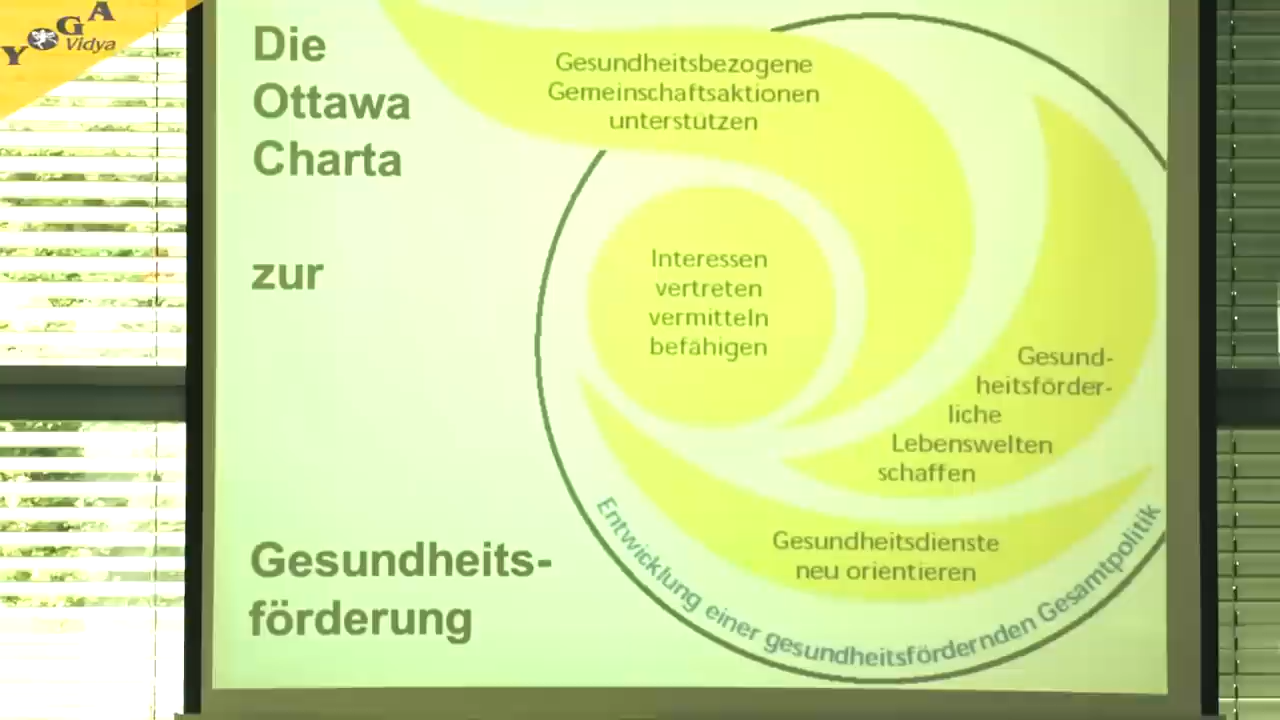 YOGA
Vidya
Die
Ottawa
Charta
zur
Gesundheits-
förderung
Gesundheitsbezogene
Gemeinschaftsaktionen
unterstützen
Interessen
vertreten
vermitteln
befähigen
Gesund-
heitsförder-
liche
Lebenswelten
schaffen
Gesundheitsdienste
neu orientieren
Entwicklung einer gesundheitsfördernden Gesamtpolitik